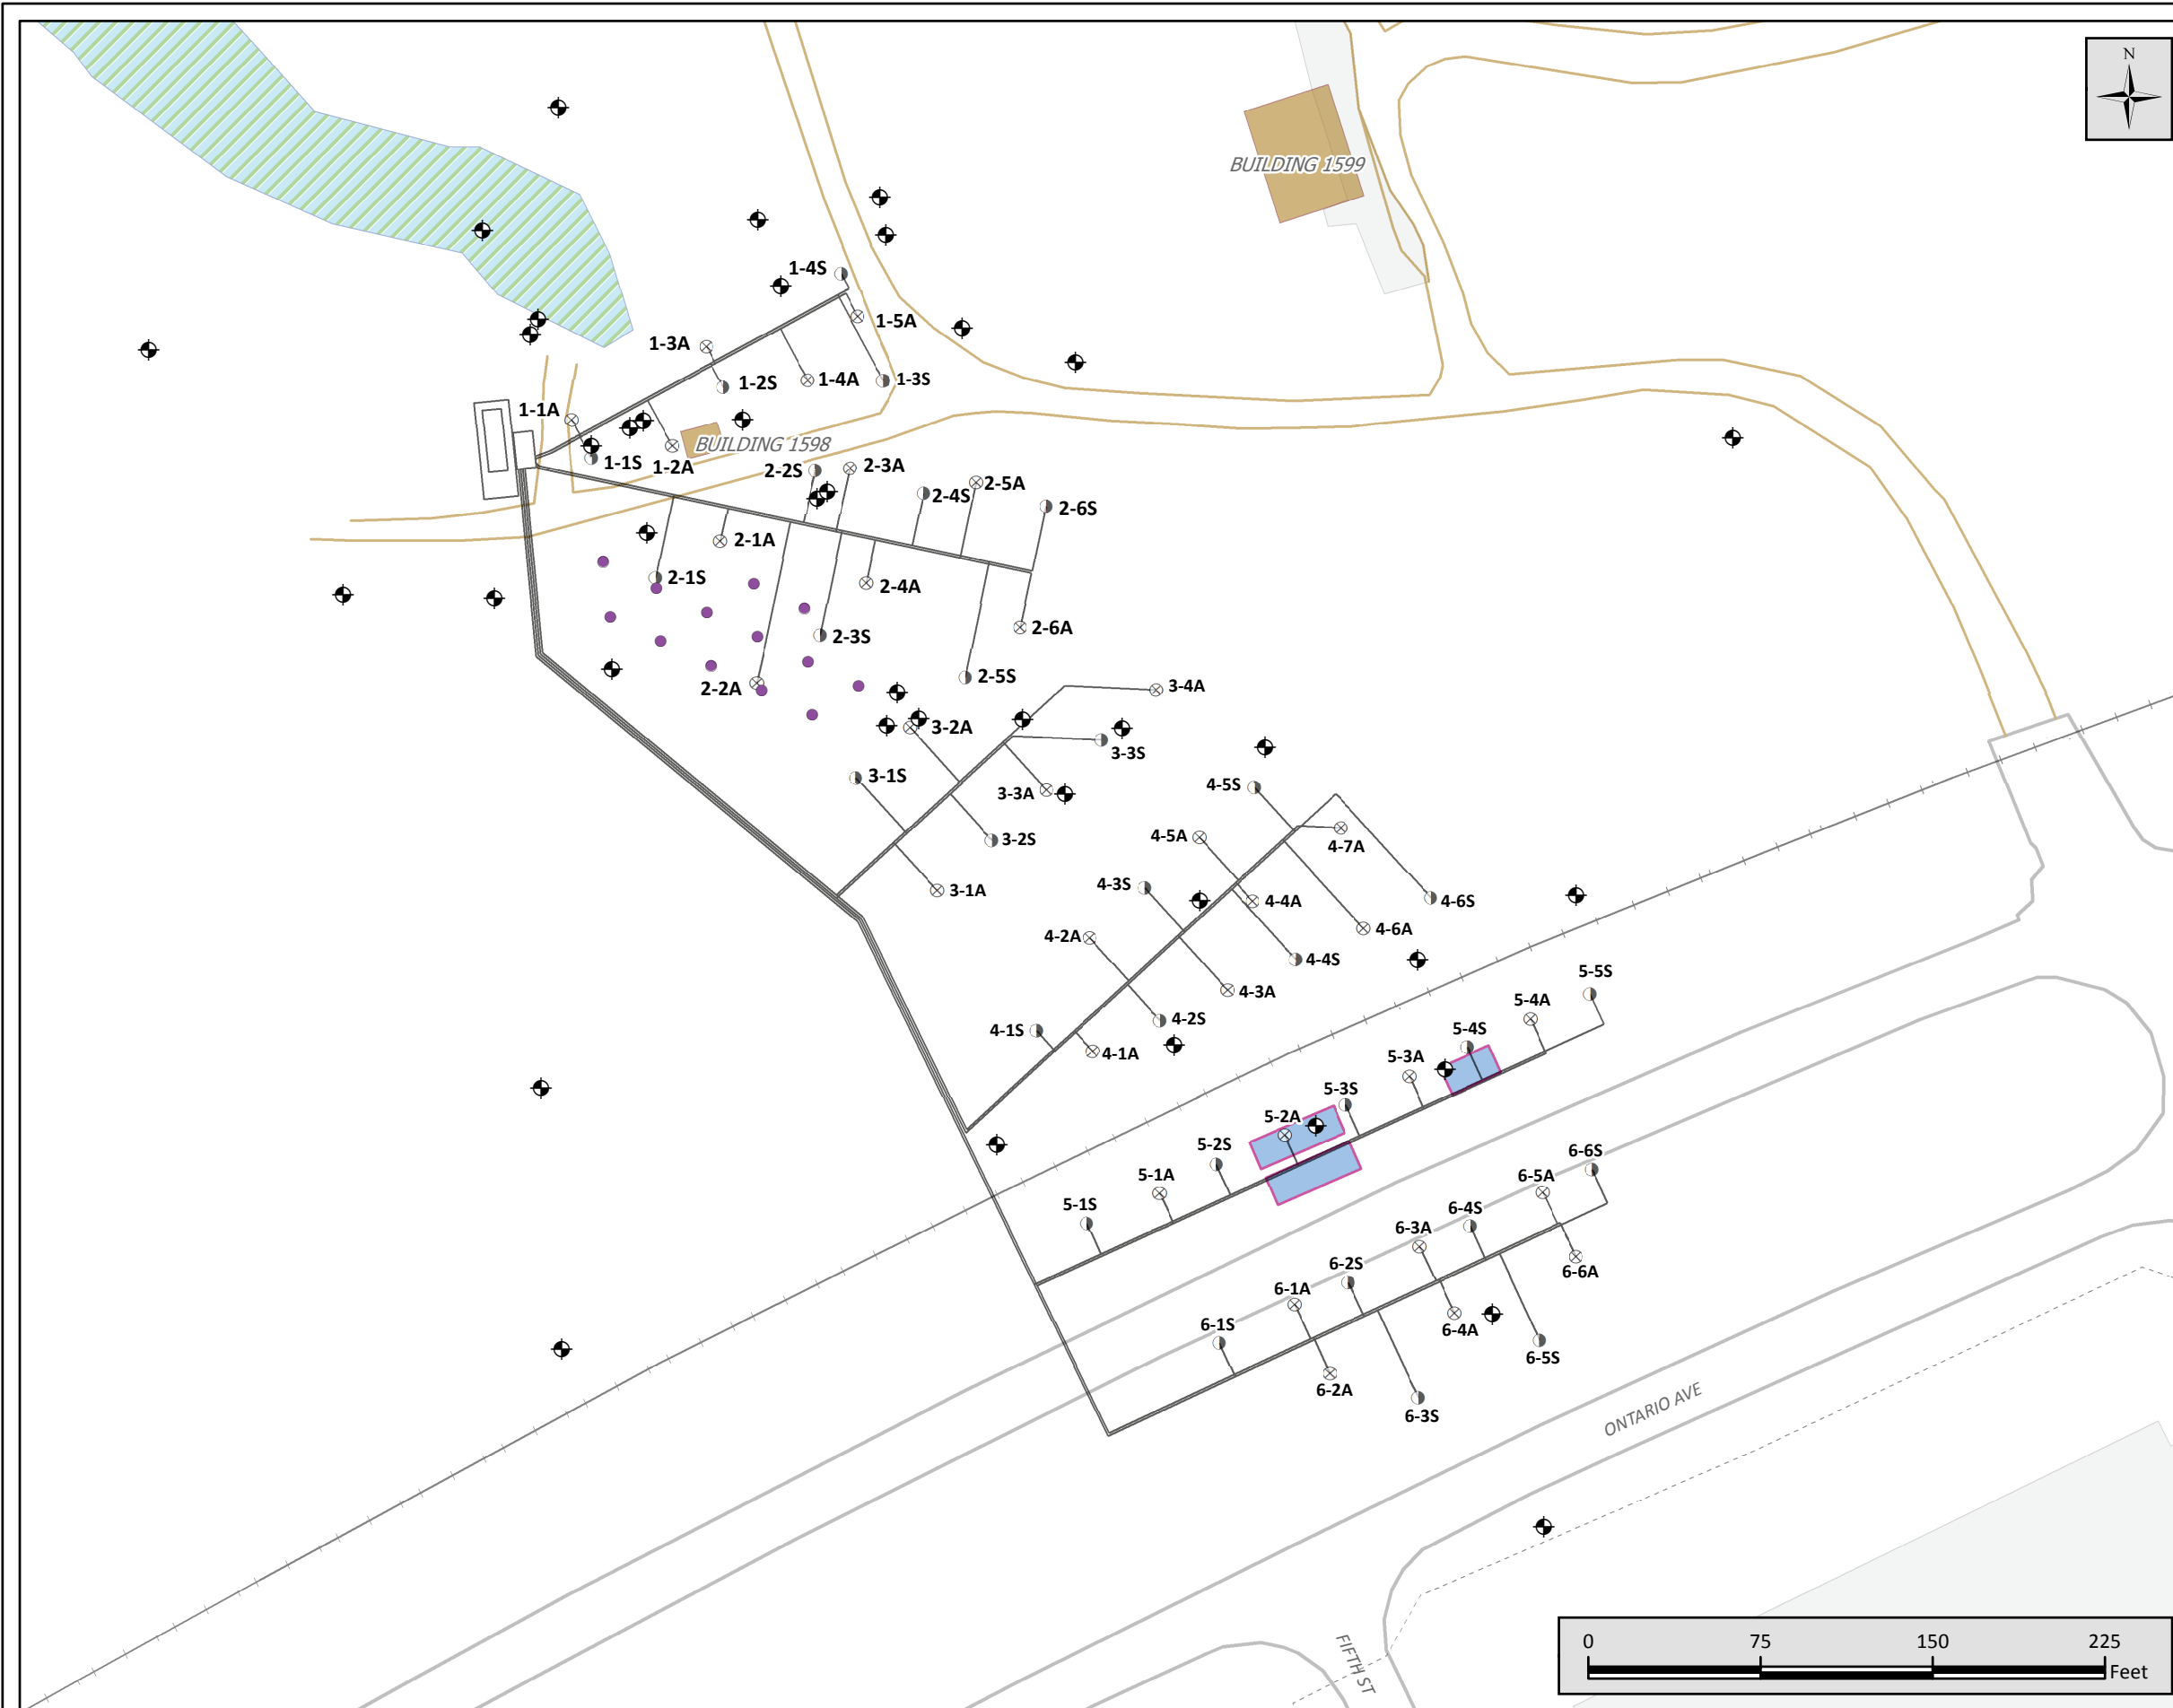 N
BUILDING 1599
1-4S
1-5A
1-3A
1-2S
1-4A
1-3S
1-1A
BUILDING 1598
1-1S
1-2A
2-2S
2-3A
2-4S
2-5A
2-6S
2-1A
2-1S
2-4A
2-3S
2-6A
2-2A
2-5S
3-4A
3-2A
3-3S
3-1S
3-3A
4-5S
3-2S
4-5A
4-7A
3-1A
4-3S
4-4A
4-6S
4-2A
4-6A
4-4S
5-5S
4-3A
5-4A
4-1S
4-2S
5-4S
4-1A
5-3A
5-3S
5-2A
5-2S
6-6S
5-1A
6-5A
5-1S
6-4S
6-3A
6-2S
6-6A
6-1A
6-1S
6-4A
6-5S
6-2A
6-3S
ONTARIO AVE
FIFTH ST
0 75 150 225
Feet